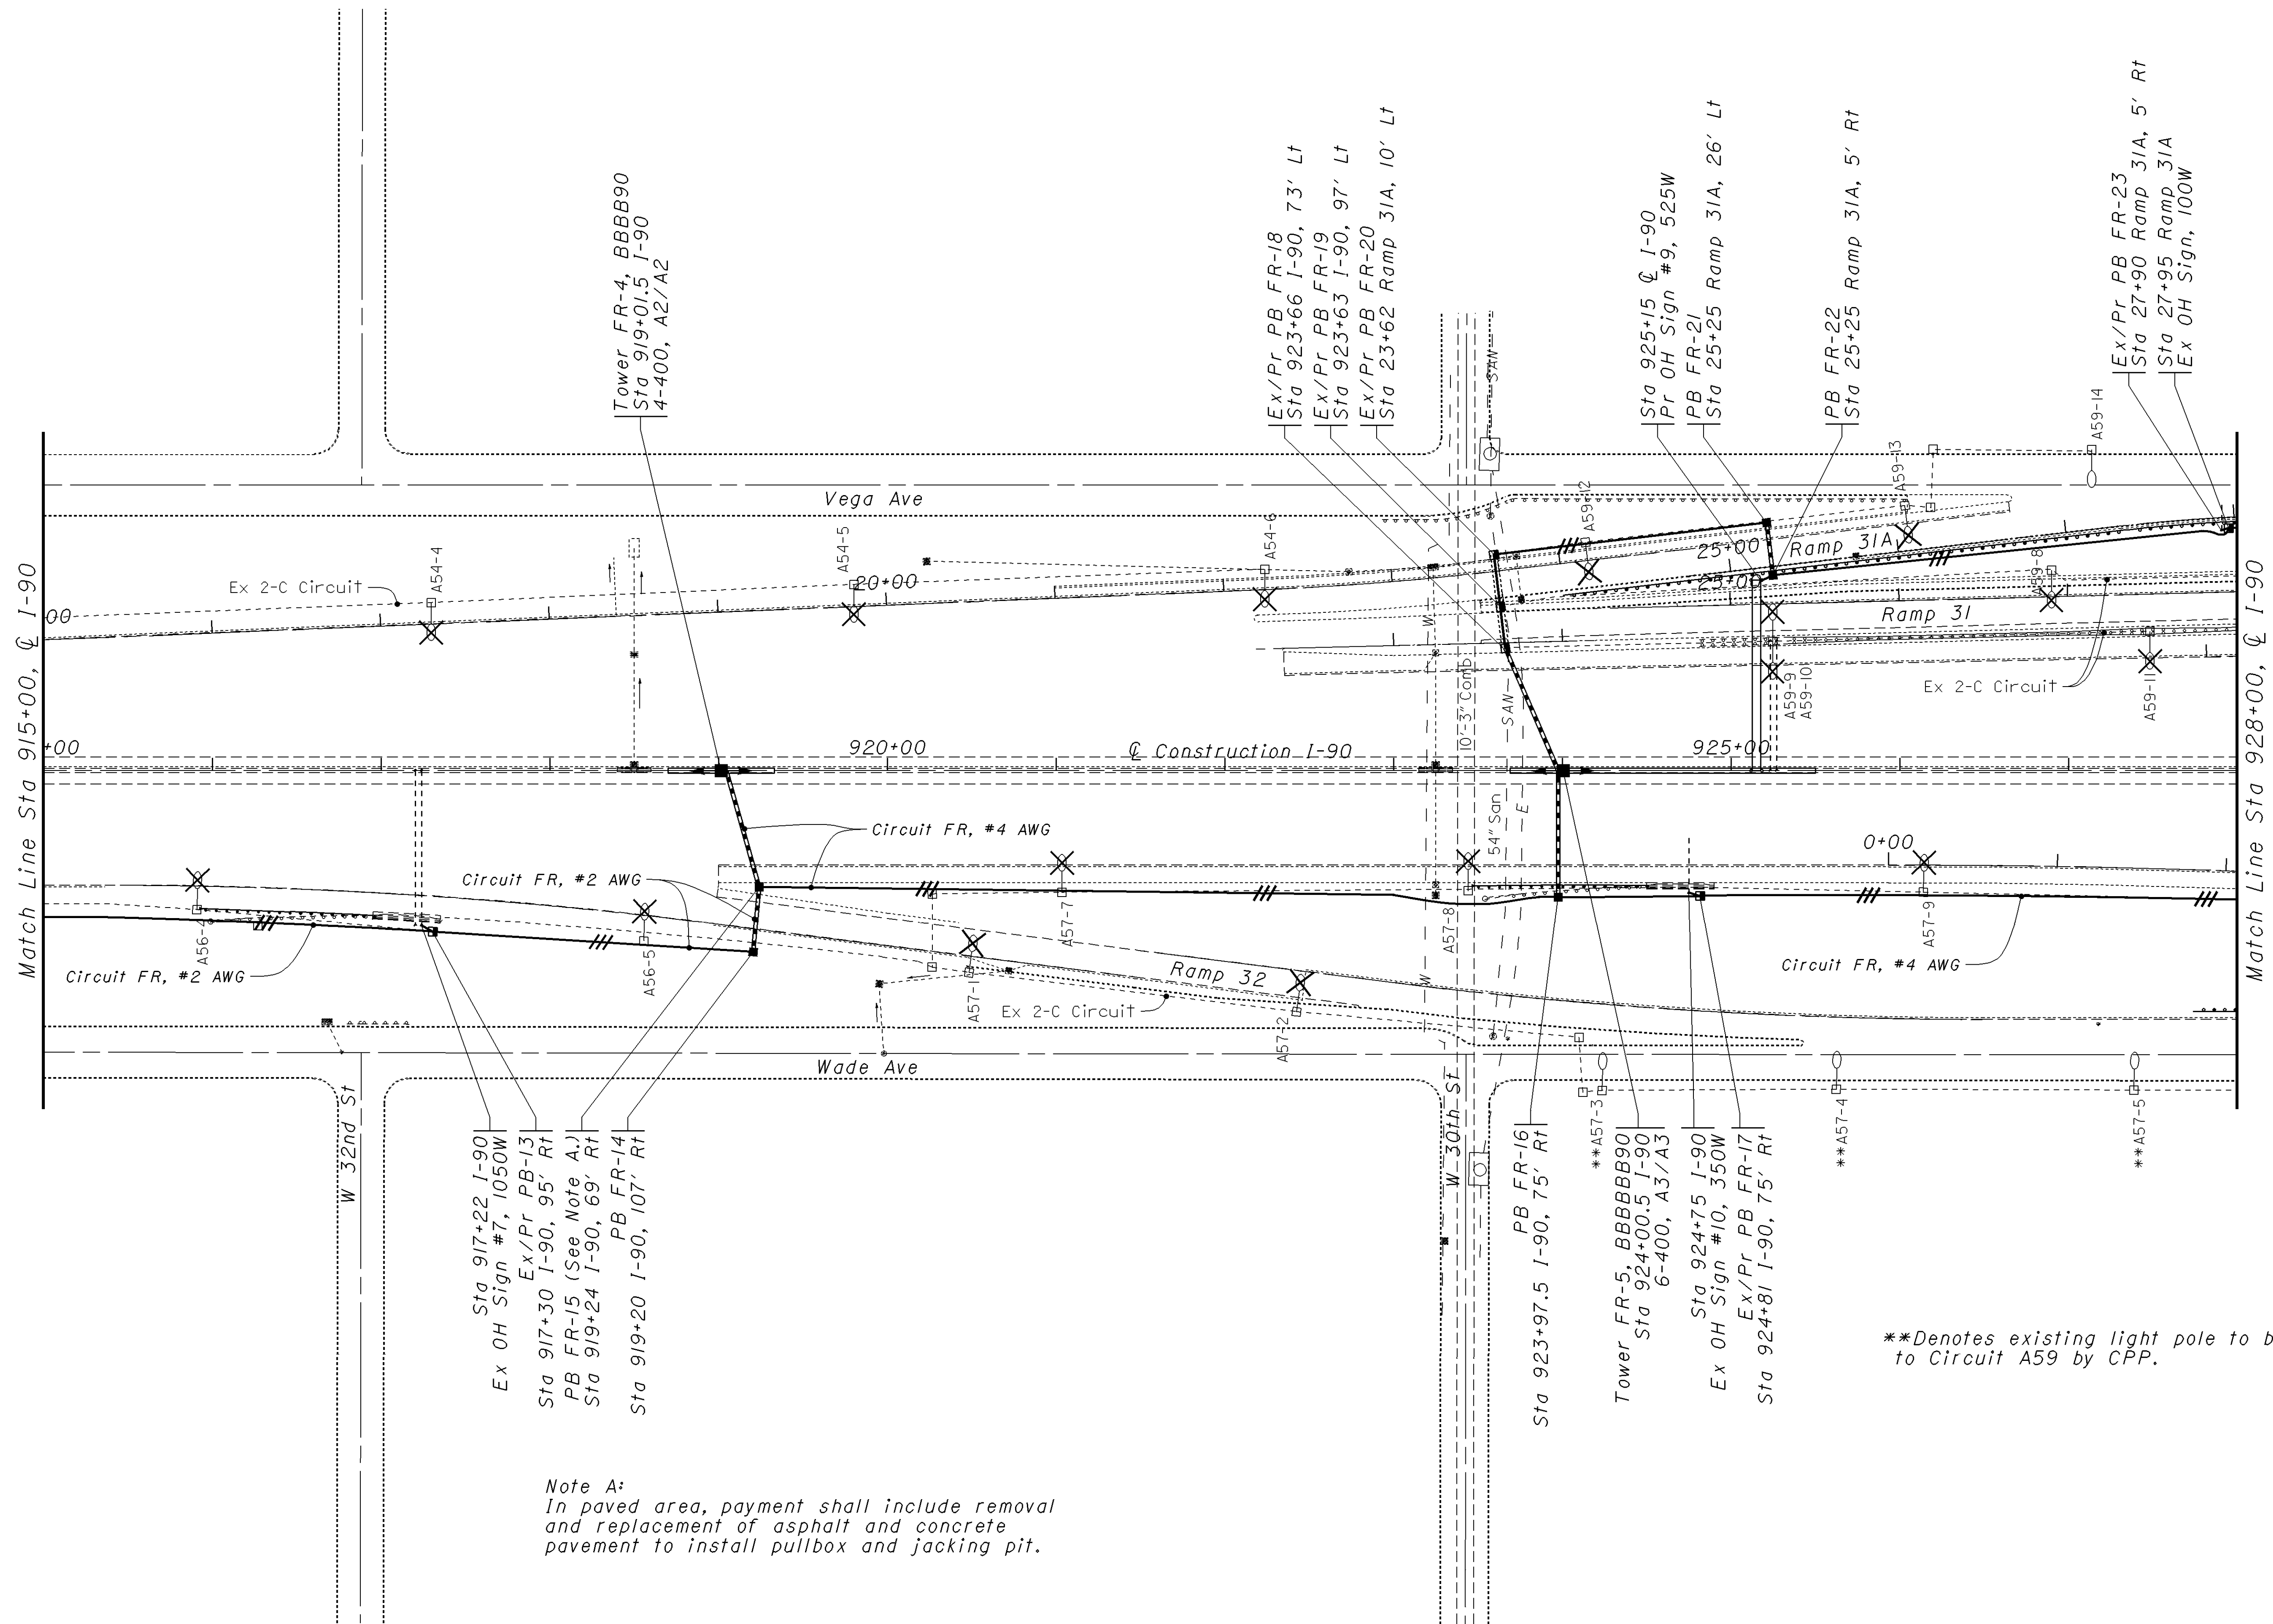 Tower FR-4, BBBB90
Sta 919+01.5 I-90
4-400, A2/A2
Ex/Pr PB FR-18
Sta 923+66 I-90, 73' Lt
Ex/Pr PB FR-19
Sta 923+63 I-90, 97' Lt
Ex/Pr PB FR-20
Sta 23+62 Ramp 31A, 10' Lt
Sta 925+15 ℄ I-90
Pr OH Sign #9, 525W
PB FR-21
Sta 25+25 Ramp 31A, 26' Lt
PB FR-22
Sta 25+25 Ramp 31A, 5' Rt
Ex/Pr PB FR-23
Sta 27+90 Ramp 31A, 5' Rt
Sta 27+95 Ramp 31A
Ex OH Sign, 100W
SAN
A59-14
A59-13
A59-12
Vega Ave
A54-4
A54-5
A54-6
Ex 2-C Circuit
20+00
25+00
Ramp 31A
25+00
A59-8
00
Ramp 31
W
10'-3" Comb
SAN
A59-9
A59-10
Ex 2-C Circuit
A59-11
Match Line Sta 915+00, ℄ I-90
Match Line Sta 928+00, ℄ I-90
+00
920+00
℄ Construction I-90
925+00
54" San
E
Circuit FR, #4 AWG
0+00
Circuit FR, #2 AWG
A56-4
A56-5
A57-7
A57-8
A57-9
Circuit FR, #2 AWG
A57-1
Ramp 32
W
Circuit FR, #4 AWG
Ex 2-C Circuit
A57-2
Wade Ave
W 32nd St
W 30th St
**A57-3
**A57-4
**A57-5
Sta 917+22 I-90
Ex OH Sign #7, 1050W
Ex/Pr PB-13
Sta 917+30 I-90, 95' Rt
PB FR-15 (See Note A.)
Sta 919+24 I-90, 69' Rt
PB FR-14
Sta 919+20 I-90, 107' Rt
PB FR-16
Sta 923+97.5 I-90, 75' Rt
Tower FR-5, BBBBBB90
Sta 924+00.5 I-90
6-400, A3/A3
Sta 924+75 I-90
Ex OH Sign #10, 350W
Ex/Pr PB FR-17
Sta 924+81 I-90, 75' Rt
**Denotes existing light pole to b
to Circuit A59 by CPP.
Note A:
In paved area, payment shall include removal
and replacement of asphalt and concrete
pavement to install pullbox and jacking pit.